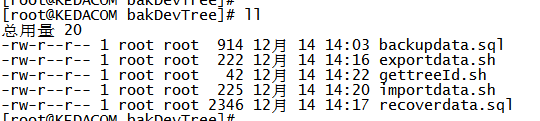 [root@KEDACOM bakDevTree]#
[root@KEDACOM bakDevTree]# ll
总用量 20
-rw-r--r-- 1 root root  914 12月 14 14:03 backupdata.sql
-rw-r--r-- 1 root root  222 12月 14 14:16 exportdata.sh
-rw-r--r-- 1 root root   42 12月 14 14:22 gettreeId.sh
-rw-r--r-- 1 root root  225 12月 14 14:20 importdata.sh
-rw-r--r-- 1 root root 2346 12月 14 14:17 recoverdata.sql
[root@KEDACOM bakDevTree]#